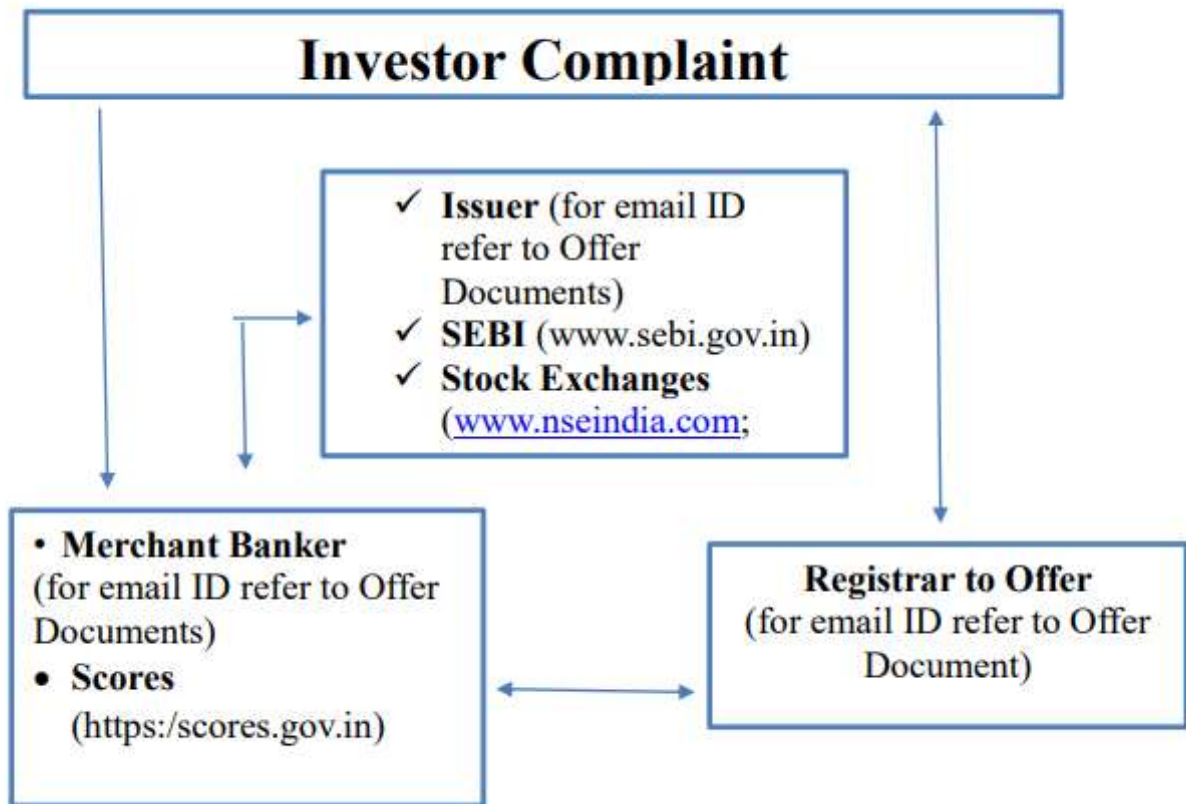 Investor Complaint
✓ Issuer (for email ID
refer to Offer
Documents)
✓ SEBI (www.sebi.gov.in)
✓ Stock Exchanges
(www.nseindia.com;
• Merchant Banker
(for email ID refer to Offer
Documents)
• Scores
(https:/scores.gov.in)
Registrar to Offer
(for email ID refer to Offer
Document)